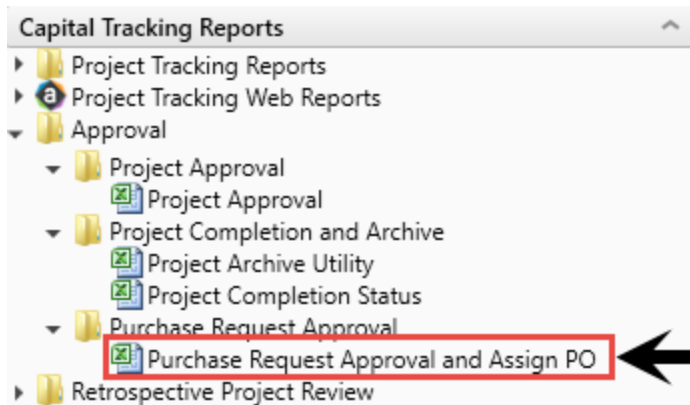 Capital Tracking Reports
Project Tracking Reports
Project Tracking Web Reports
Approval
Project Approval
Project Approval
Project Completion and Archive
Project Archive Utility
Project Completion Status
Purchase Request Approval
Purchase Request Approval and Assign PO
Retrospective Project Review